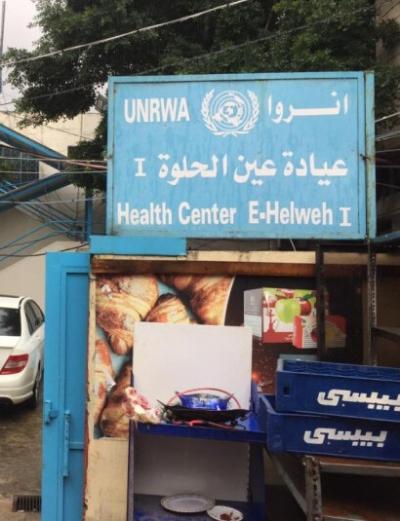 UNRWA انروا
عيادة عين الحلوة I
Health Center E-Helweh I
بيبسي
بيبسي